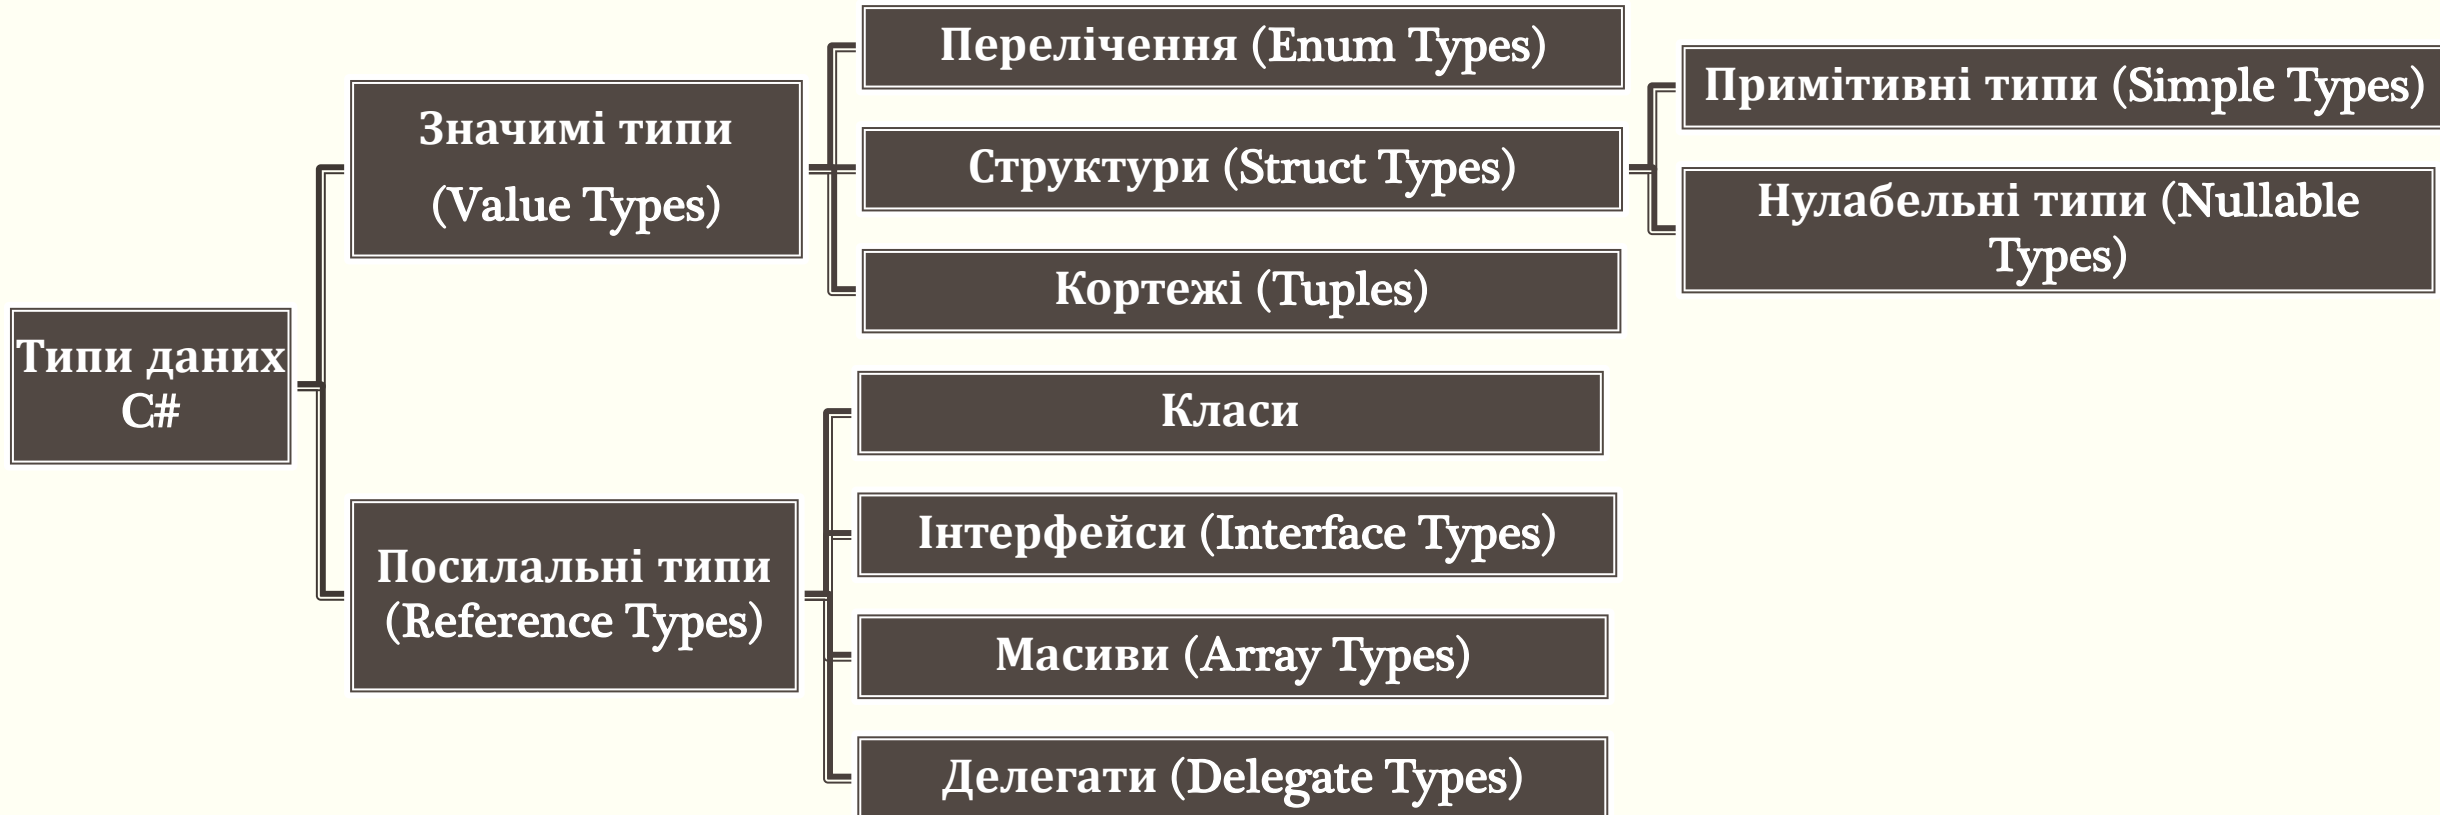 Типи даних
C#
Значимі типи
(Value Types)
Перелічення (Enum Types)
Структури (Struct Types)
Примітивні типи (Simple Types)
Нулабельні типи (Nullable
Types)
Кортежі (Tuples)
Посилальні типи
(Reference Types)
Класи
Інтерфейси (Interface Types)
Масиви (Array Types)
Делегати (Delegate Types)